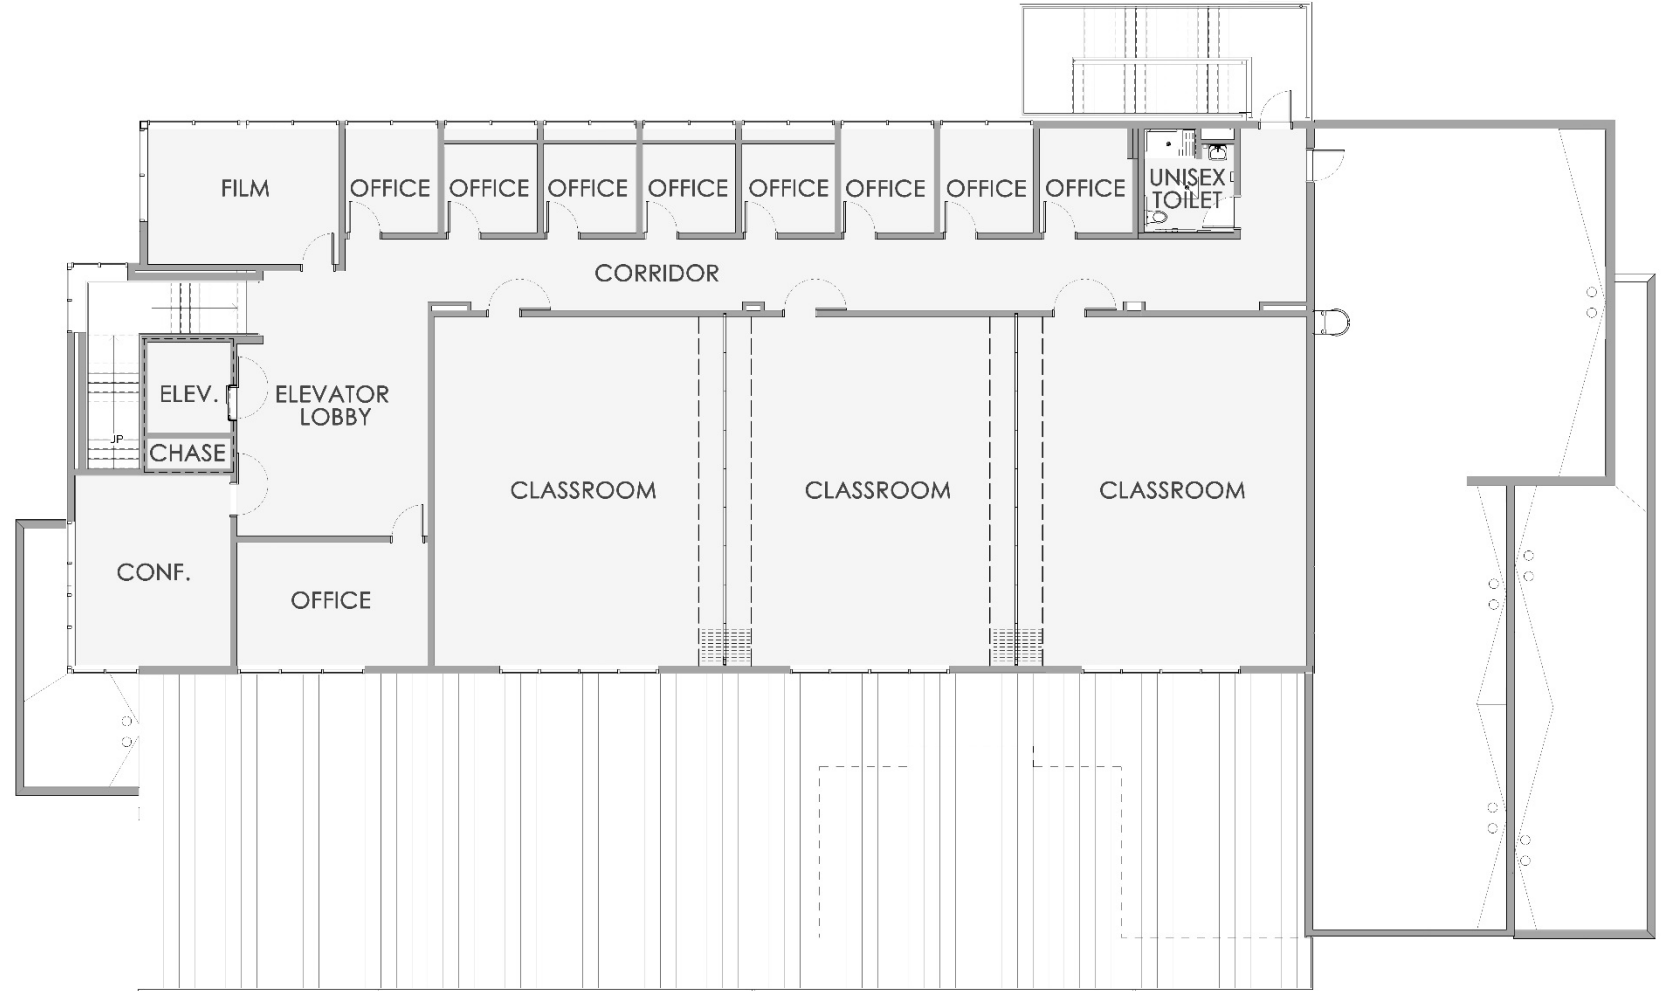 FILM
OFFICE
OFFICE
OFFICE
OFFICE
OFFICE
OFFICE
OFFICE
OFFICE
UNISEX
TOILET
CORRIDOR
ELEV.
ELEVATOR
LOBBY
JP
CHASE
CLASSROOM
CLASSROOM
CLASSROOM
CONF.
OFFICE